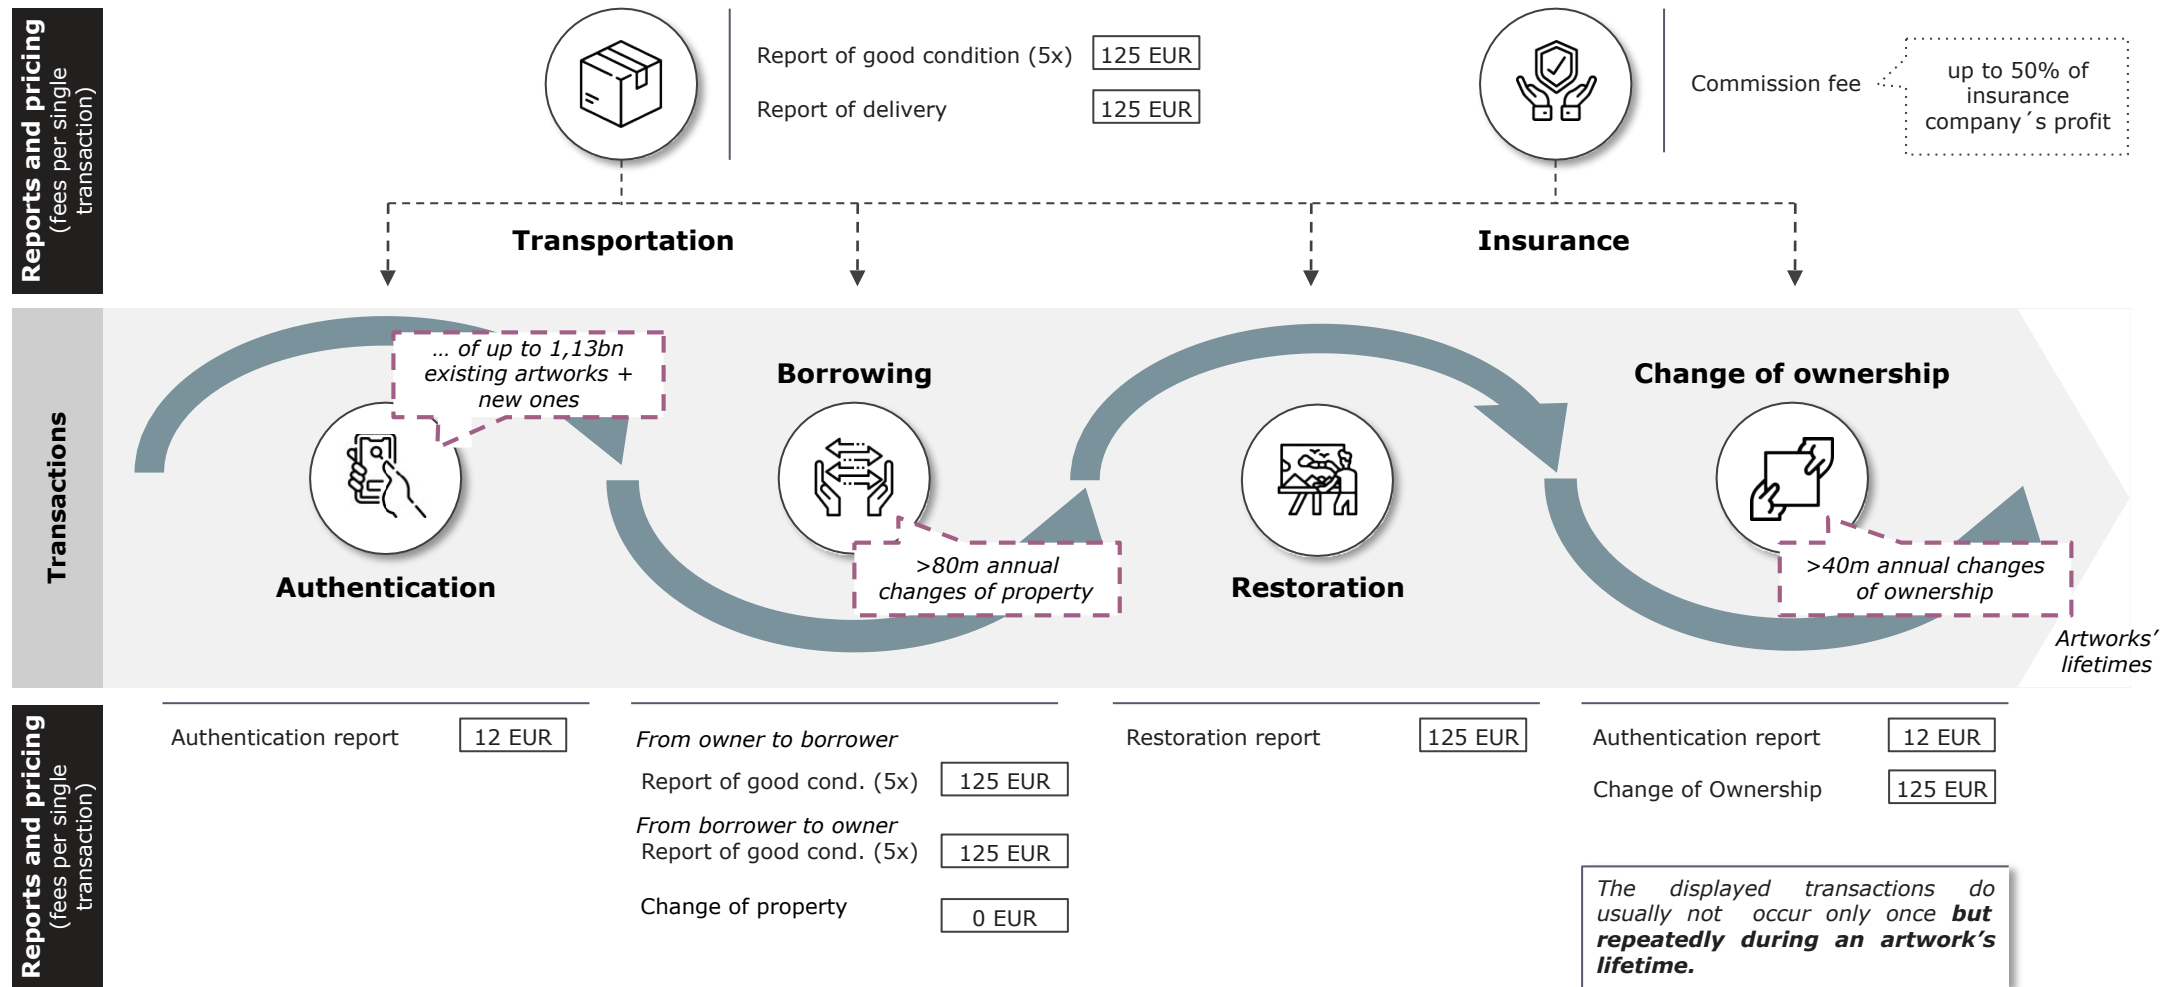 Reports and pricing
(fees per single
transaction)
Report of good condition (5x)
125 EUR
Report of delivery
125 EUR
Commission fee
up to 50% of
insurance
company´s profit
Transportation
Insurance
Transactions
… of up to 1,13bn
existing artworks +
new ones
Authentication
Borrowing
>80m annual
changes of property
Restoration
Change of ownership
>40m annual changes
of ownership
Artworks’
lifetimes
Reports and pricing
(fees per single
transaction)
Authentication report
12 EUR
From owner to borrower
Report of good cond. (5x)
125 EUR
From borrower to owner
Report of good cond. (5x)
125 EUR
Change of property
0 EUR
Restoration report
125 EUR
Authentication report
12 EUR
Change of Ownership
125 EUR
The displayed transactions do
usually not occur only once but
repeatedly during an artwork’s
lifetime.